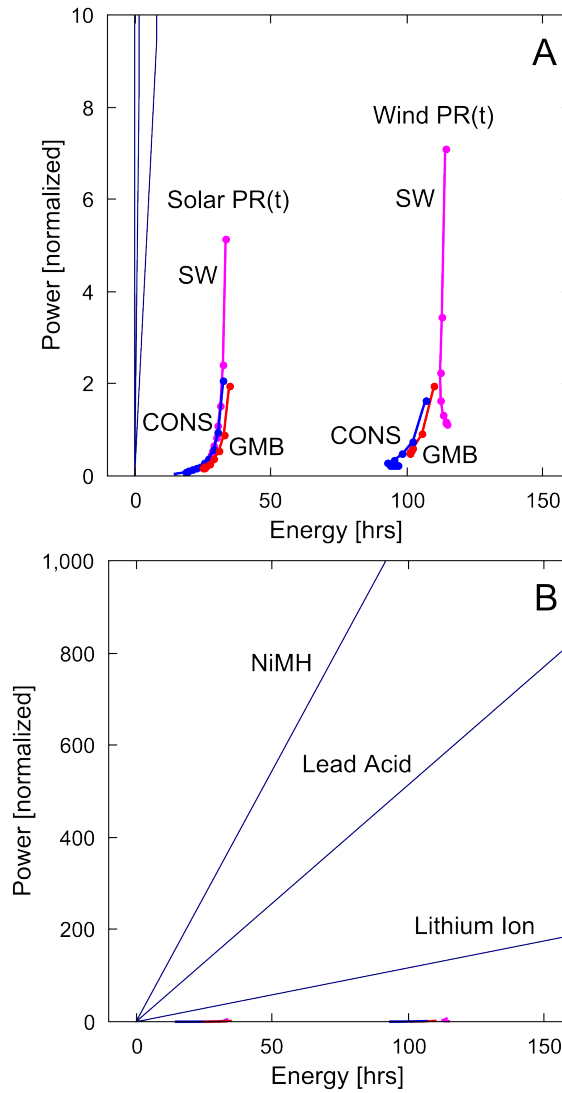 A
10
8
6
4
2
0
Power [normalized]
Wind PR(t)
SW
Solar PR(t)
SW
CONS
GMB
CONS
GMB
0
50
100
150
Energy [hrs]
B
1,000
800
600
400
200
0
Power [normalized]
NiMH
Lead Acid
Lithium Ion
0
50
100
150
Energy [hrs]